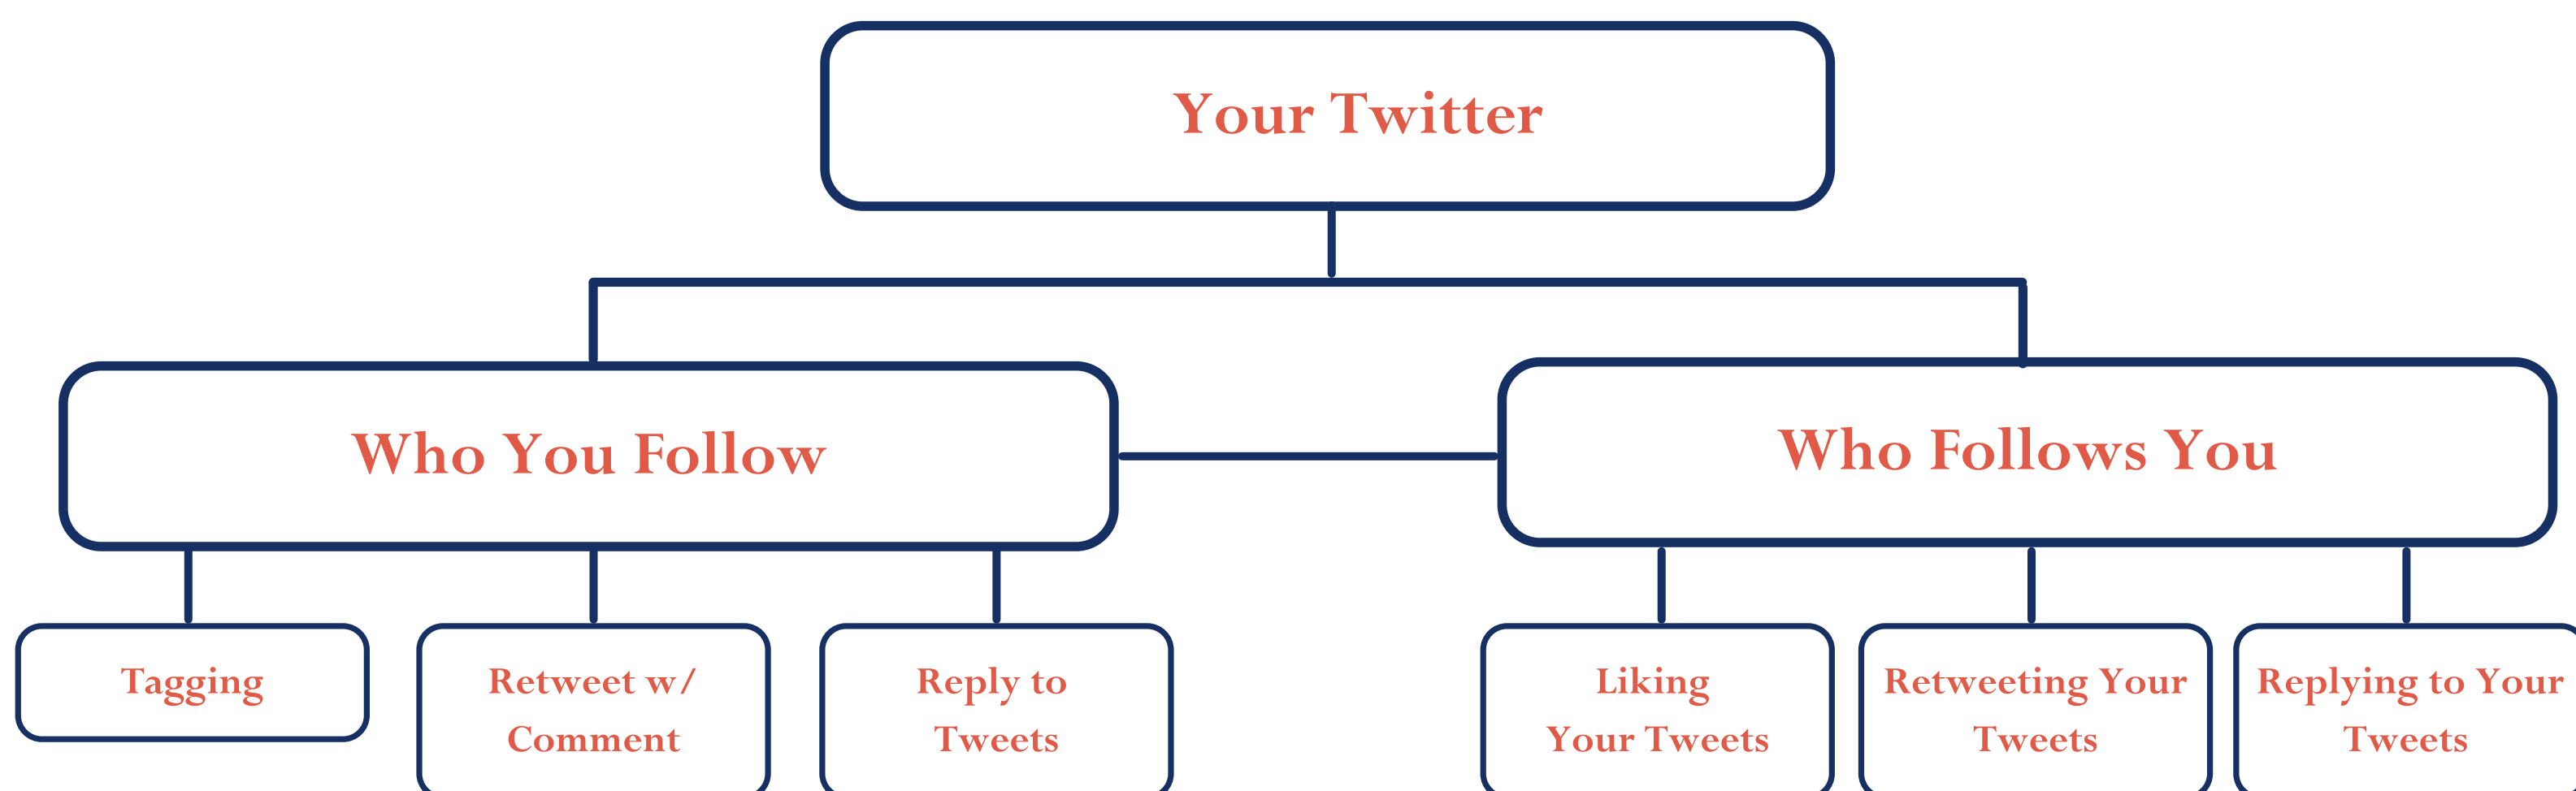 Your Twitter
Who You Follow
Who Follows You
Tagging
Retweet w/
Comment
Reply to
Tweets
Liking
Your Tweets
Retweeting Your
Tweets
Replying to Your
Tweets